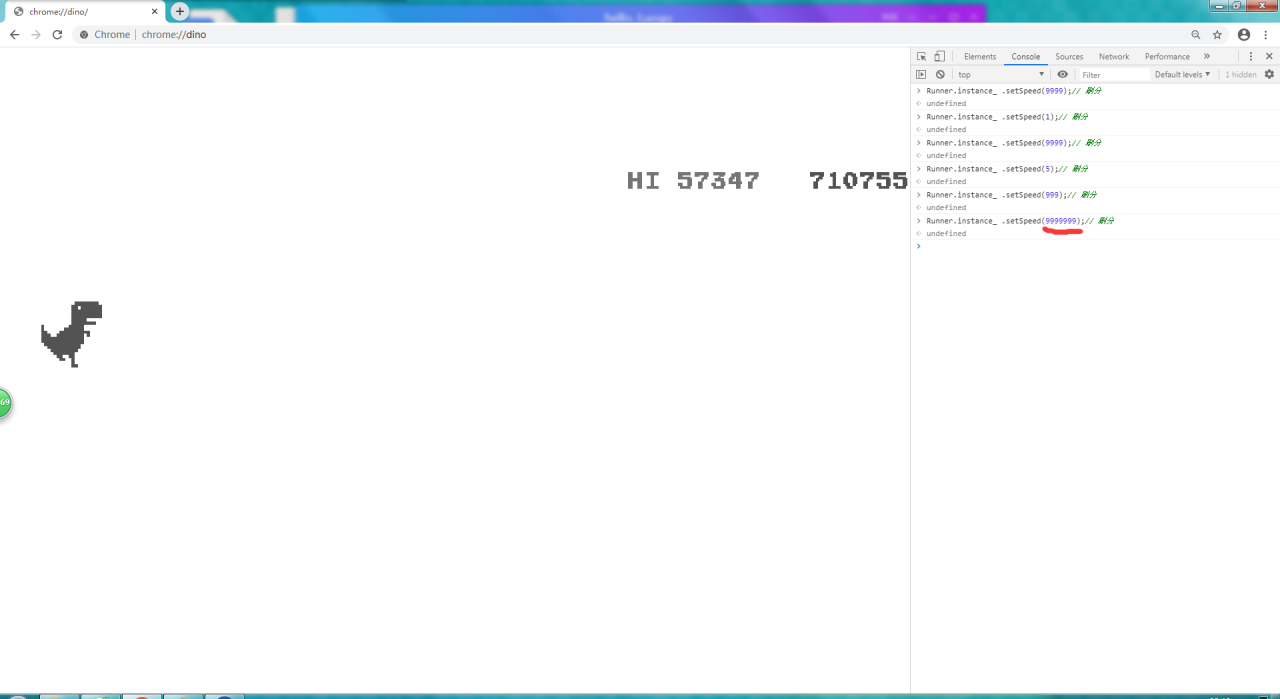 chrome://dino/
Chrome | chrome://dino
Elements Console Sources Network Performance »
top Filter Default levels 1 hidden
Runner.instance_ .setSpeed(9999);// 刷分
undefined
Runner.instance_ .setSpeed(1);// 刷分
undefined
Runner.instance_ .setSpeed(9999);// 刷分
undefined
HI 57347 710755
Runner.instance_ .setSpeed(5);// 刷分
undefined
Runner.instance_ .setSpeed(999);// 刷分
undefined
Runner.instance_ .setSpeed(9999999);// 刷分
undefined
69